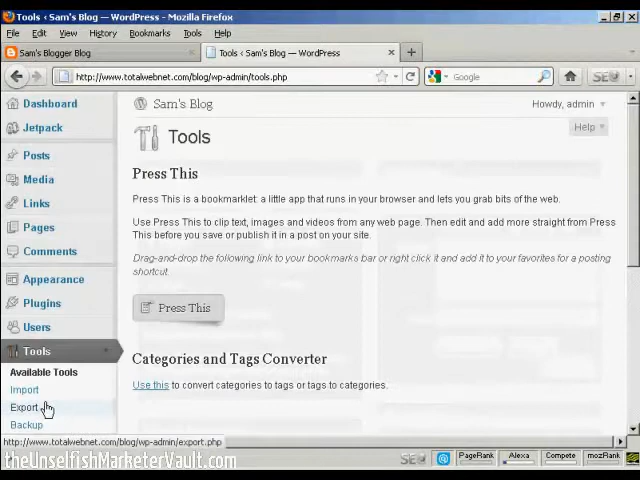 Tools ‹ Sam's Blog — WordPress - Mozilla Firefox
File Edit View History Bookmarks Tools Help
Sam's Blogger Blog
Tools ‹ Sam's Blog — WordPress
http://www.totalwebnet.com/blog/wp-admin/tools.php
Google
Dashboard
Jetpack
Posts
Media
Links
Pages
Comments
Appearance
Plugins
Users
Tools
Available Tools
Import
Export
Backup
Sam's Blog
Howdy, admin
Help
Tools
Press This
Press This is a bookmarklet: a little app that runs in your browser and lets you grab bits of the web.
Use Press This to clip text, images and videos from any web page. Then edit and add more straight from Press
This before you save or publish it in a post on your site.
Drag-and-drop the following link to your bookmarks bar or right click it and add it to your favorites for a posting
shortcut.
Press This
Categories and Tags Converter
Use this to convert categories to tags or tags to categories.
http://www.totalwebnet.com/blog/wp-admin/export.php
PageRank
Alexa
Compete
mozRank
theUnselfishMarketerVault.com